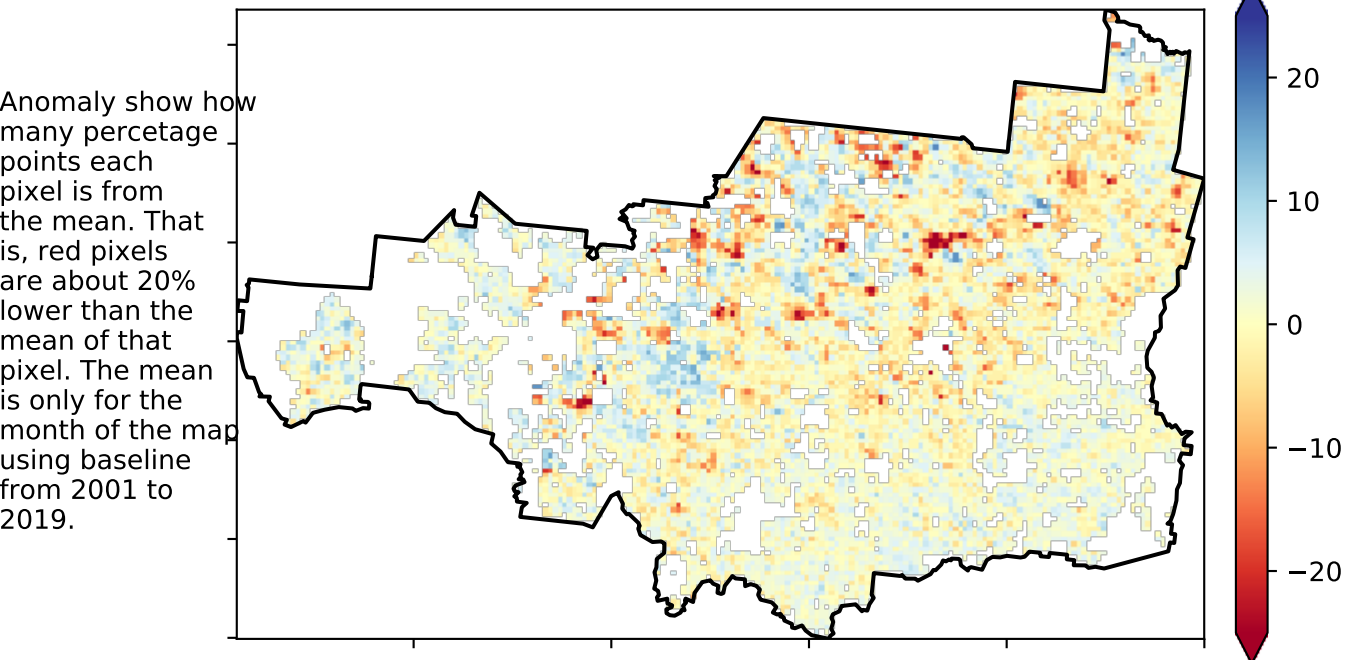 Anomaly show how
many percetage
points each
pixel is from
the mean. That
is, red pixels
are about 20%
lower than the
mean of that
pixel. The mean
is only for the
month of the map
using baseline
from 2001 to
2019.
20
10
0
−10
−20